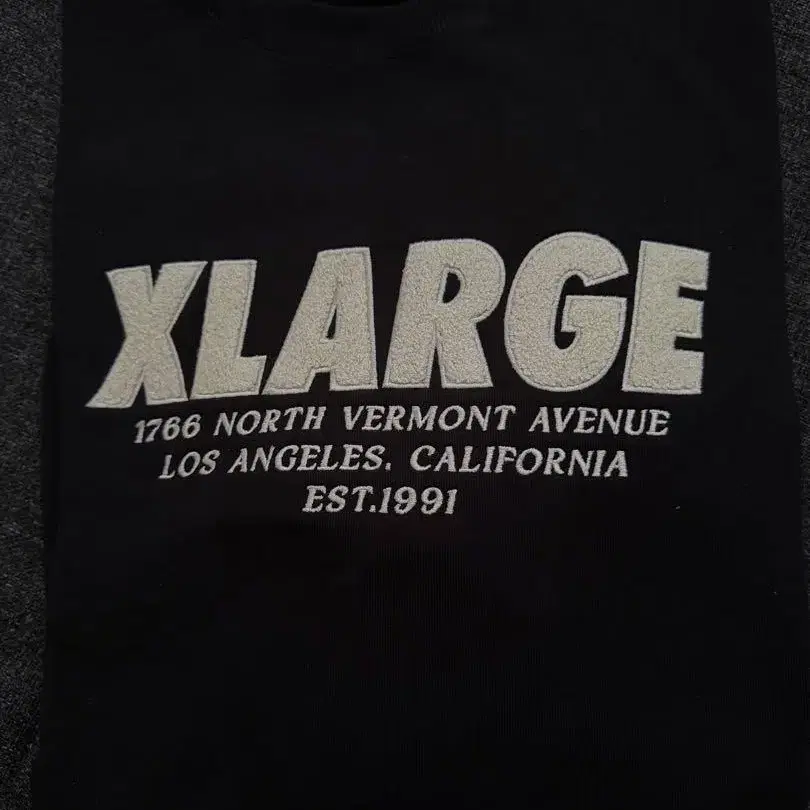 XLARGE
1766 NORTH VERMONT AVENUE
LOS ANGELES. CALIFORNIA
EST.1991